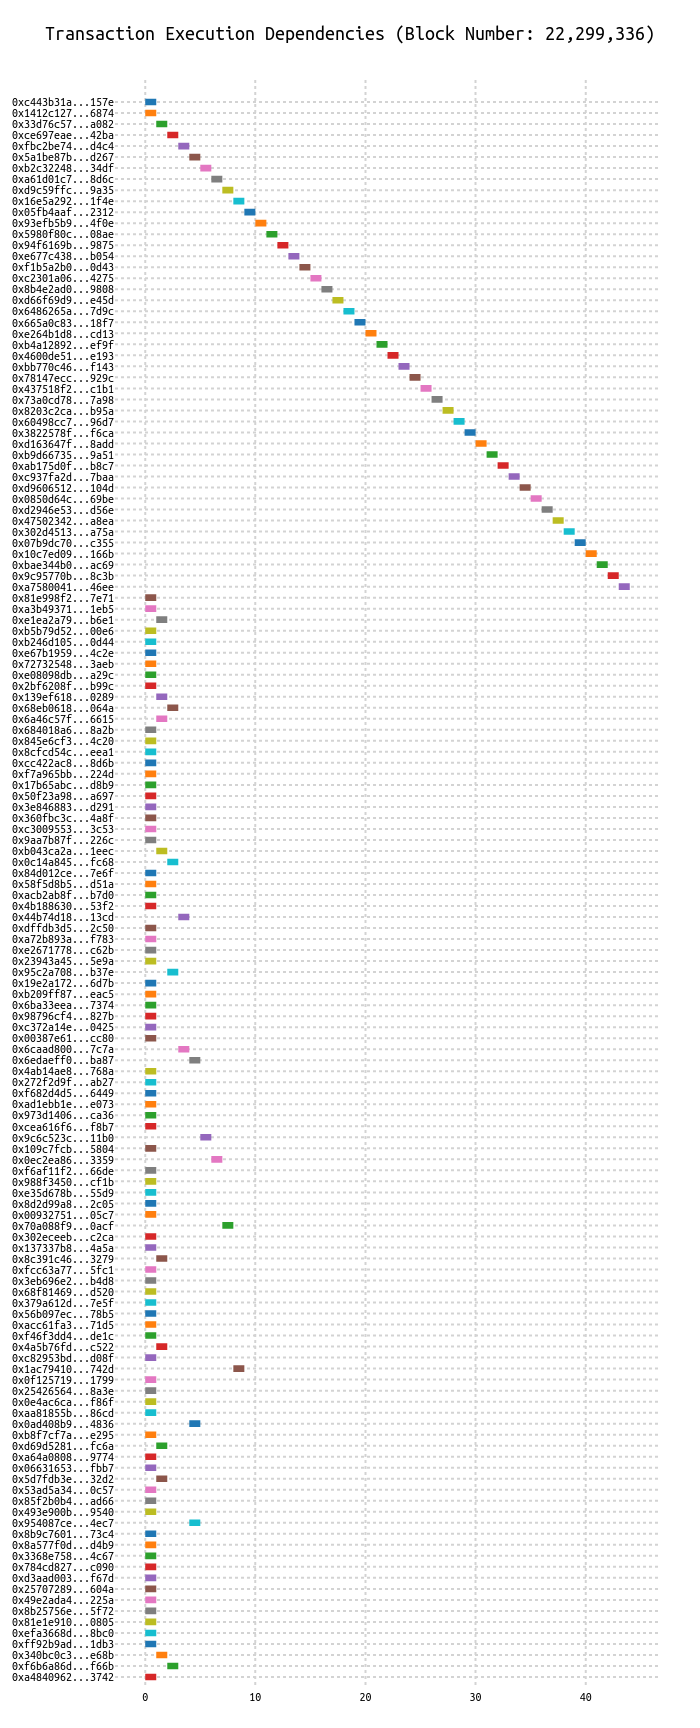 Transaction Execution Dependencies (Block Number: 22,299,336)
0xc443b31a...157e
0x1412c127...6874
0x33d76c57...a082
0xce697eae...42ba
0xfbc2be74...d4c4
0x5a1be87b...d267
0xb2c32248...34df
0xa61d01c7...8d6c
0xd9c59ffc...9a35
0x16e5a292...1f4e
0x05fb4aaf...2312
0x93efb5b9...4f0e
0x5980f80c...08ae
0x94f6169b...9875
0xe677c438...b054
0xf1b5a2b0...0d43
0xc2301a06...4275
0x8b4e2ad0...9808
0xd66f69d9...e45d
0x6486265a...7d9c
0x665a0c83...18f7
0xe264b1d8...cd13
0xb4a12892...ef9f
0x4600de51...e193
0xbb770c46...f143
0x78147ecc...929c
0x437518f2...c1b1
0x73a0cd78...7a98
0x8203c2ca...b95a
0x60498cc7...96d7
0x3822578f...f6ca
0xd163647f...8add
0xb9d66735...9a51
0xab175d0f...b8c7
0xc937fa2d...7baa
0xd9606512...104d
0x0850d64c...69be
0xd2946e53...d56e
0x47502342...a8ea
0x302d4513...a75a
0x07b9dc70...c355
0x10c7ed09...166b
0xbae344b0...ac69
0x9c95770b...8c3b
0xa7580041...46ee
0x81e998f2...7e71
0xa3b49371...1eb5
0xe1ea2a79...b6e1
0xb5b79d52...00e6
0xb246d105...0d44
0xe67b1959...4c2e
0x72732548...3aeb
0xe08098db...a29c
0x2bf6208f...b99c
0x139ef618...0289
0x68eb0618...064a
0x6a46c57f...6615
0x684018a6...8a2b
0x845e6cf3...4c20
0x8cfcd54c...eea1
0xcc422ac8...8d6b
0xf7a965bb...224d
0x17b65abc...d8b9
0x50f23a98...a697
0x3e846883...d291
0x360fbc3c...4a8f
0xc3009553...3c53
0x9aa7b87f...226c
0xb043ca2a...1eec
0x0c14a845...fc68
0x84d012ce...7e6f
0x58f5d8b5...d51a
0xacb2ab8f...b7d0
0x4b188630...53f2
0x44b74d18...13cd
0xdffdb3d5...2c50
0xa72b893a...f783
0xe2671778...c62b
0x23943a45...5e9a
0x95c2a708...b37e
0x19e2a172...6d7b
0xb209ff87...eac5
0x6ba33eea...7374
0x98796cf4...827b
0xc372a14e...0425
0x00387e61...cc80
0x6caad800...7c7a
0x6edaeff0...ba87
0x4ab14ae8...768a
0x272f2d9f...ab27
0xf682d4d5...6449
0xad1ebb1e...e073
0x973d1406...ca36
0xcea616f6...f8b7
0x9c6c523c...11b0
0x109c7fcb...5804
0x0ec2ea86...3359
0xf6af11f2...66de
0x988f3450...cf1b
0xe35d678b...55d9
0x8d2d99a8...2c05
0x00932751...05c7
0x70a088f9...0acf
0x302eceeb...c2ca
0x137337b8...4a5a
0x8c391c46...3279
0xfcc63a77...5fc1
0x3eb696e2...b4d8
0x68f81469...d520
0x379a612d...7e5f
0x56b097ec...78b5
0xacc61fa3...71d5
0xf46f3dd4...de1c
0x4a5b76fd...c522
0xc82953bd...d08f
0x1ac79410...742d
0x0f125719...1799
0x25426564...8a3e
0x0e4ac6ca...f86f
0xaa81855b...86cd
0x0ad408b9...4836
0xb8f7cf7a...e295
0xd69d5281...fc6a
0xa64a0808...9774
0x06631653...fbb7
0x5d7fdb3e...32d2
0x53ad5a34...0c57
0x85f2b0b4...ad66
0x493e900b...9540
0x954087ce...4ec7
0x8b9c7601...73c4
0x8a577f0d...d4b9
0x3368e758...4c67
0x784cd827...c090
0xd3aad003...f67d
0x25707289...604a
0x49e2ada4...225a
0x8b25756e...5f72
0x81e1e910...0805
0xefa3668d...8bc0
0xff92b9ad...1db3
0x340bc0c3...e68b
0xf6b6a86d...f66b
0xa4840962...3742
0 10 20 30 40